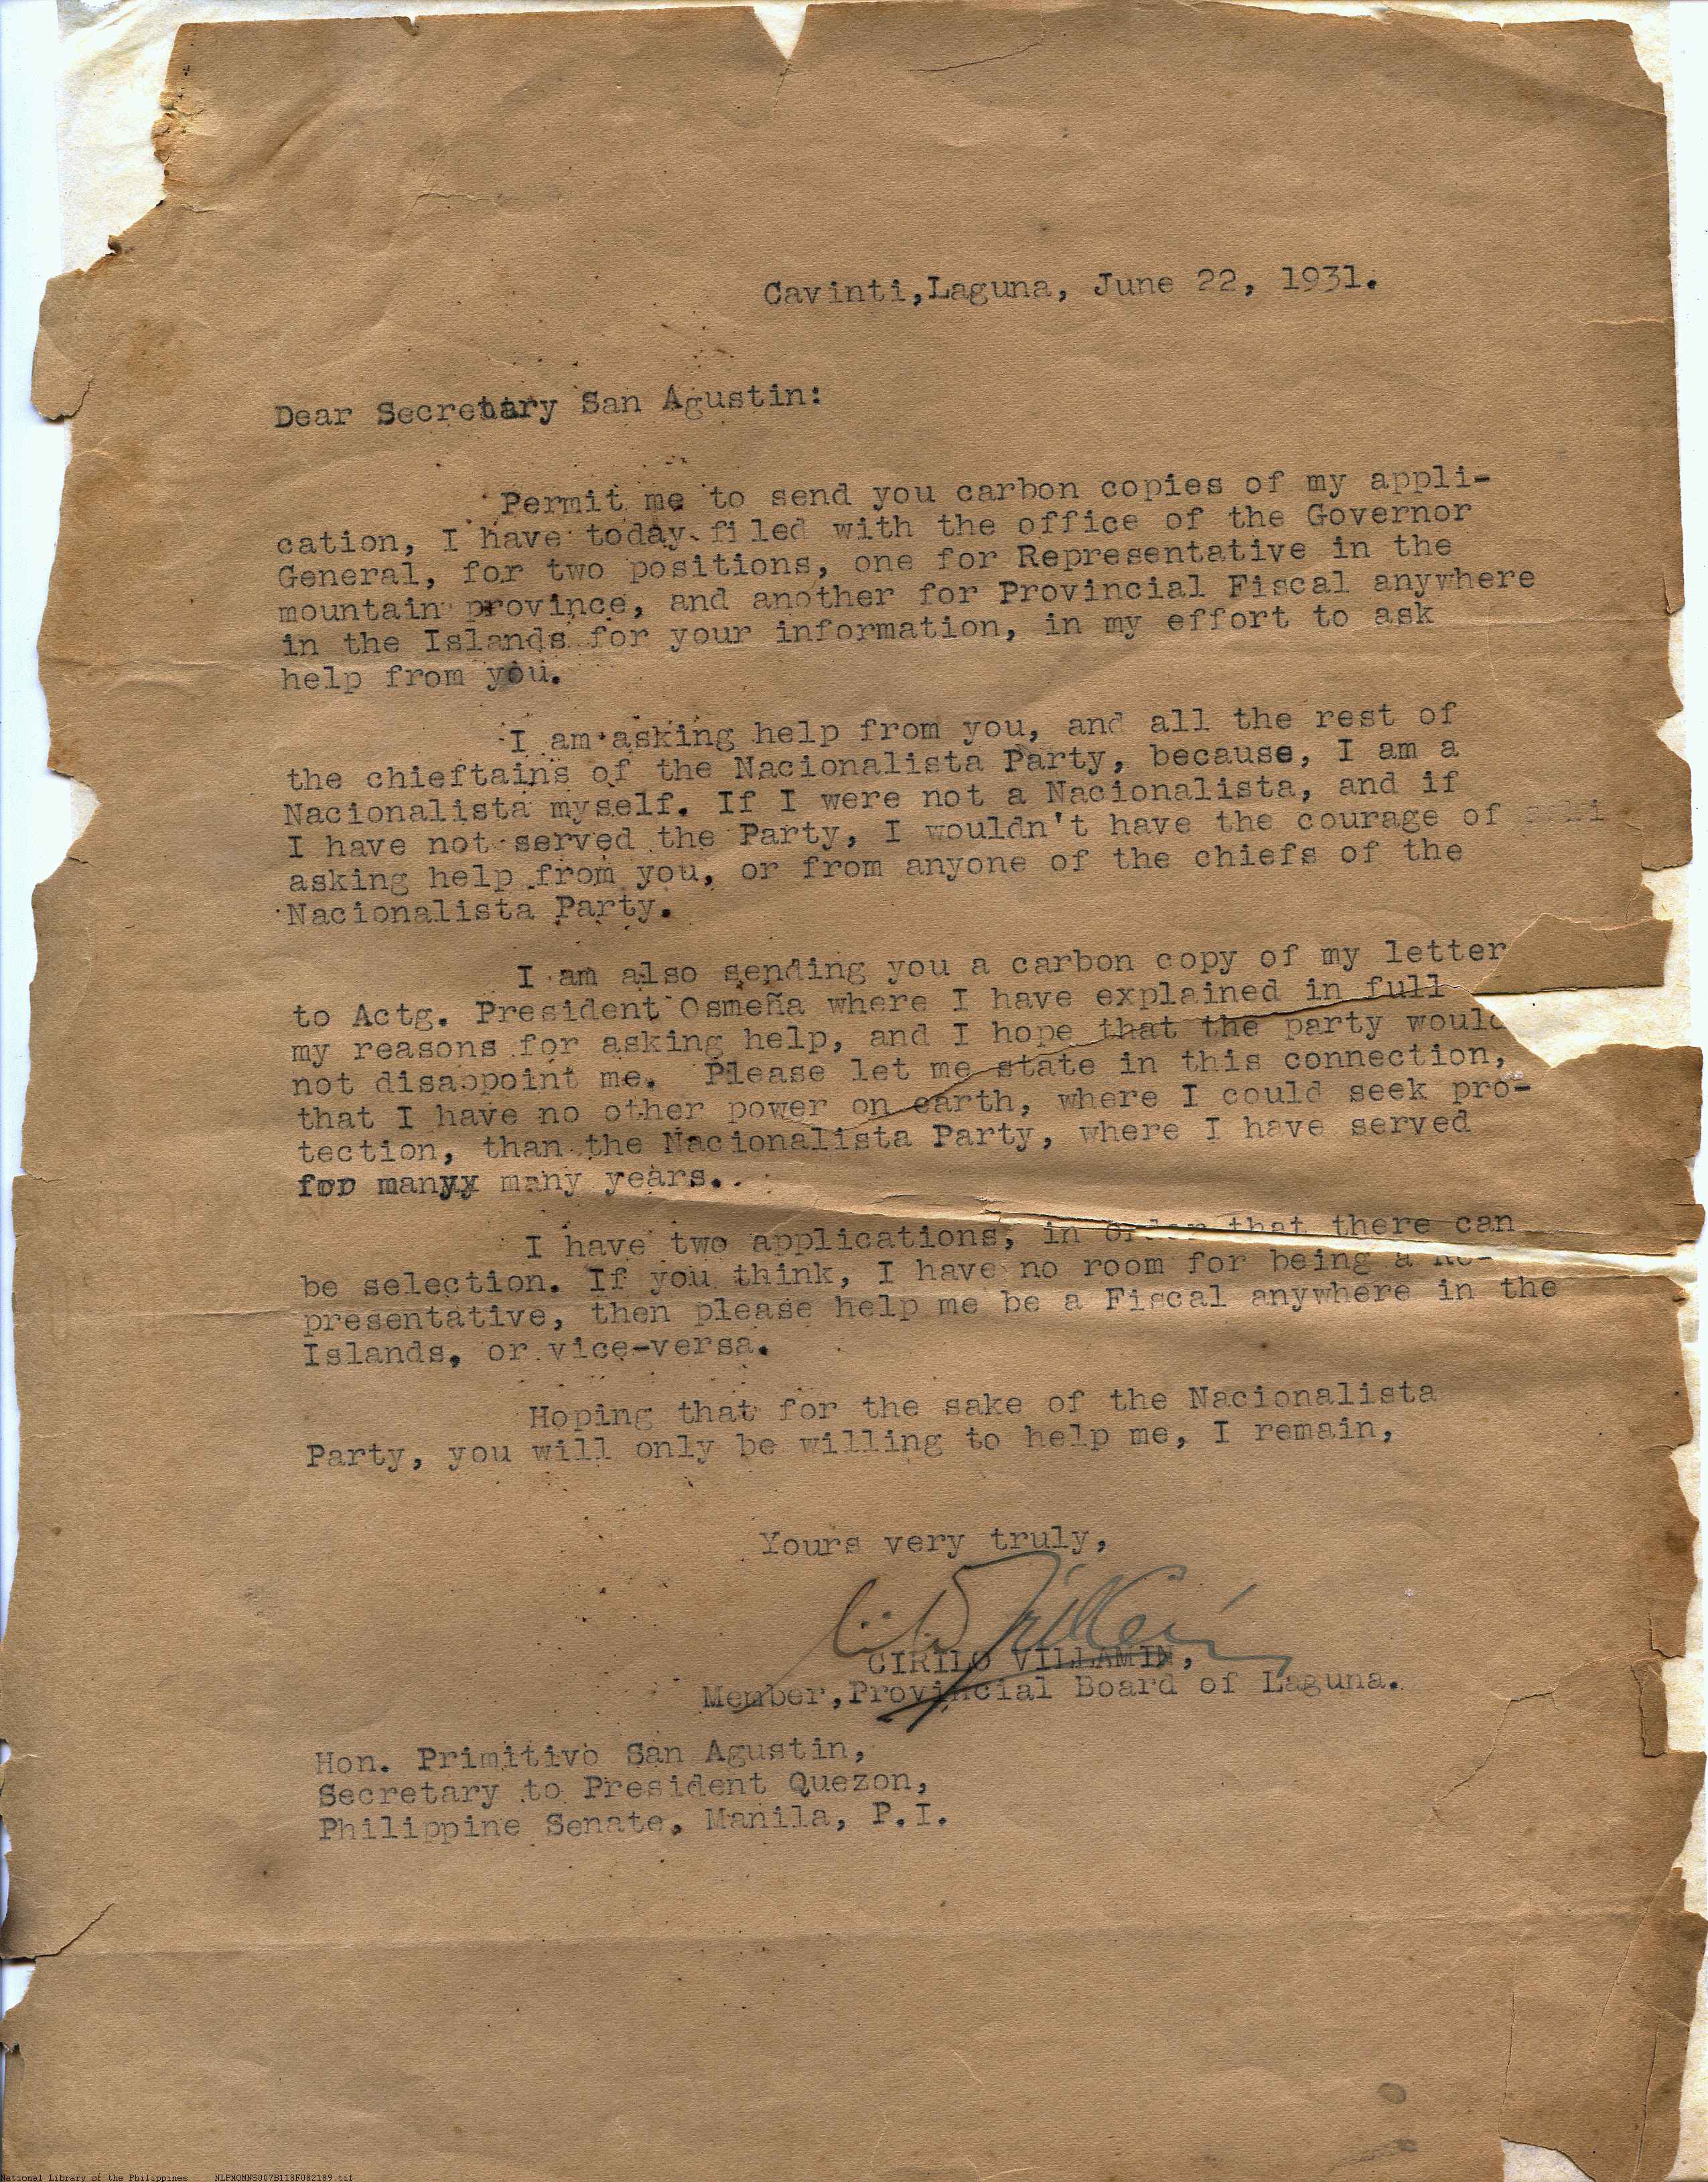 Cavinti,Laguna, June 22, 1931.
Dear Secretary San Agustin:
Permit me to send you carbon copies of my appli-
cation, I have today filed with the office of the Governor
General, for two positions, one for Representative in the
mountain province, and another for Provincial Fiscal anywhere
in the Islands for your information, in my effort to ask
help from you.
I am asking help from you, and all the rest of
the chieftains of the Nacionalista Party, because, I am a
Nacionalista myself. If I were not a Nacionalista, and if
I have not served the Party, I wouldn't have the courage of
asking help from you, or from anyone of the chiefs of the
Nacionalista Party.
I am also sending you a carbon copy of my letter
to Actg. President Osmeña where I have explained in full
my reasons for asking help, and I hope that the party would
not disappoint me. Please let me state in this connection,
that I have no other power on earth, where I could seek pro-
tection, than the Nacionalista Party, where I have served
for manyy many years..
I have two applications, in order that there can
be selection. If you think, I have no room for being a Re-
presentative, then please help me be a Fiscal anywhere in the
Islands, or vice-versa.
Hoping that for the sake of the Nacionalista
Party, you will only be willing to help me, I remain,
Yours very truly,
CIRILO VILLAMIN,
Member,Provincial Board of Laguna.
Hon. Primitivo San Agustin,
Secretary to President Quezon,
Philippine Senate, Manila, P.I.
National Library of the Philippines NLPMQMNS007B118F082189.tif